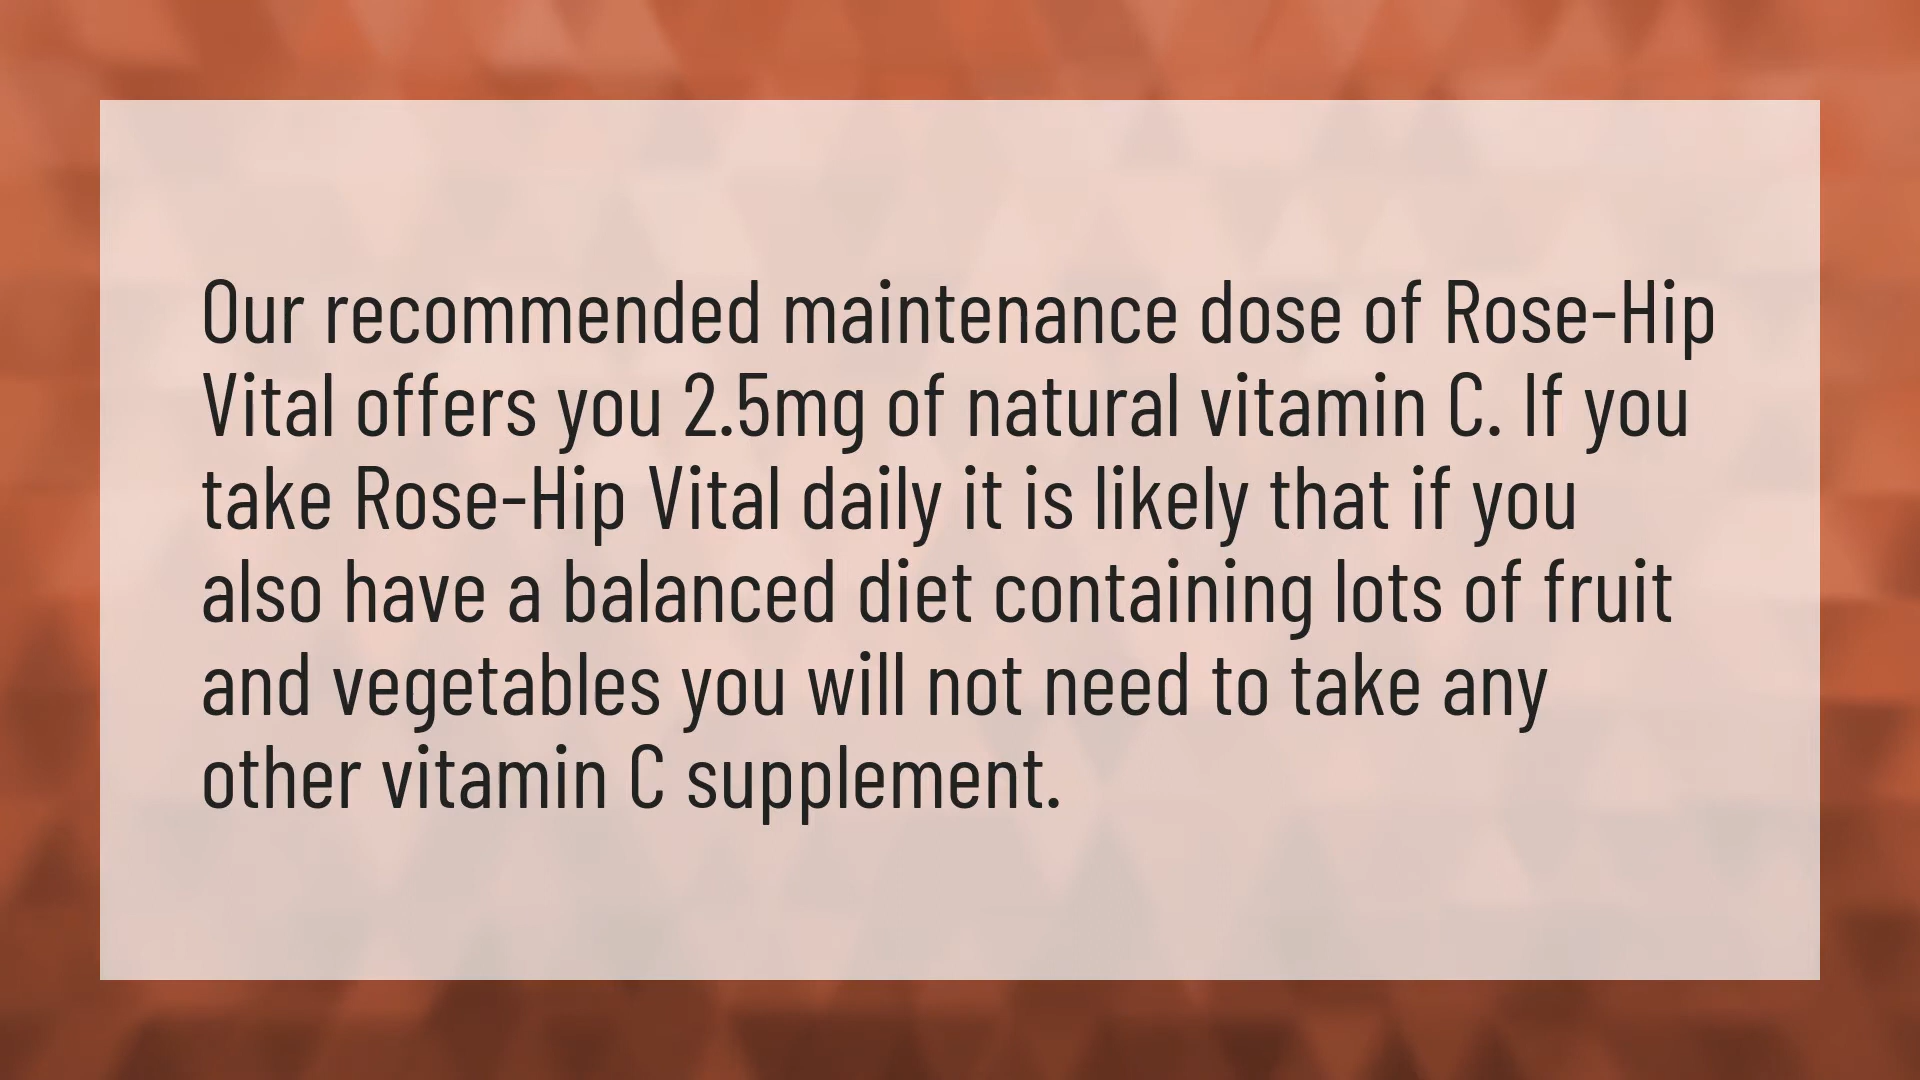 Our recommended maintenance dose of Rose-Hip
Vital offers you 2.5mg of natural vitamin C. If you
take Rose-Hip Vital daily it is likely that if you
also have a balanced diet containing lots of fruit
and vegetables you will not need to take any
other vitamin C supplement.